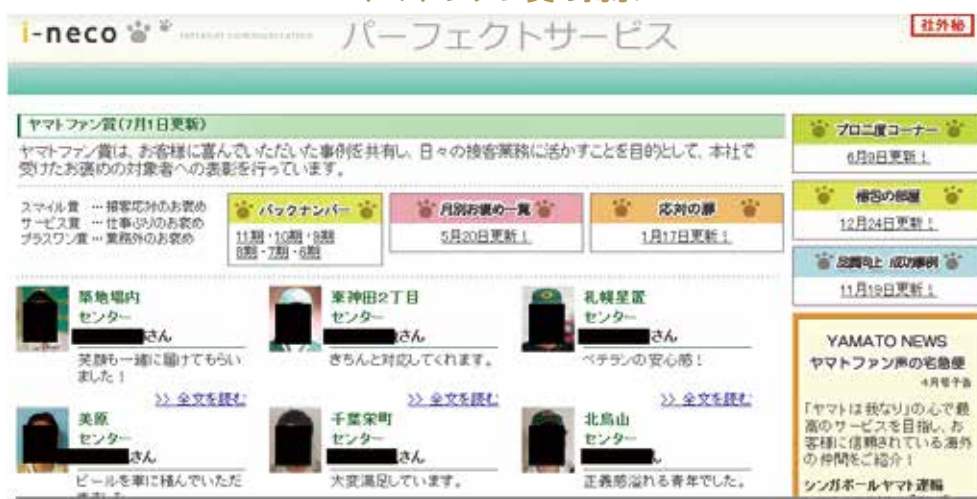 i-neco
intranet communication
パーフェクトサービス
社外秘
ヤマトファン賞(7月1日更新)
ヤマトファン賞は、お客様に喜んでいただいた事例を共有し、日々の接客業務に活かすことを目的として、本社で
受けたお褒めの対象者への表彰を行っています。
スマイル賞 …接客応対のお褒め
サービス賞 …仕事ぶりのお褒め
プラスワン賞…業務外のお褒め
バックナンバー
11期・10期・9期
8期・7期・6期
月別お褒め一覧
5月20日更新!
応対の扉
1月17日更新!
プロ二度コーナー
6月9日更新!
梱包の部屋
12月24日更新!
品質向上 成功事例
11月19日更新!
築地場内
センター
さん
笑顔も一緒に届けてもらい
ました!
>> 全文を読む
東神田2丁目
センター
さん
きちんと対応してくれます。
>> 全文を読む
札幌星置
センター
さん
ベテランの安心感!
>> 全文を読む
美原
センター
さん
ビールを車に積んでいただ
千葉栄町
センター
さん
大変満足しています。
北烏山
センター
正義感溢れる青年でした。
YAMATO NEWS
ヤマトファン声の宅急便
4月号予告
「ヤマトは我なり」の心で最
高のサービスを目指し、お
客様に信頼されている海外
の仲間をご紹介!
シンガポールヤマト運輸